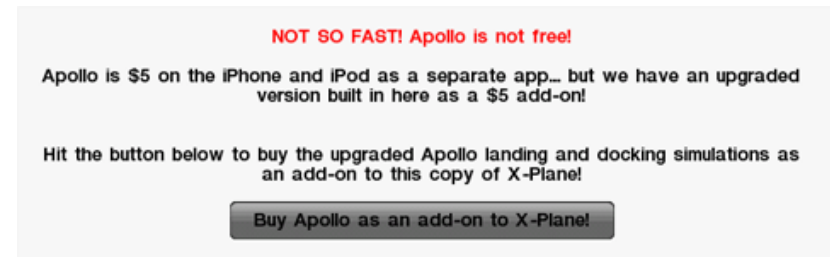 NOT SO FAST! Apollo is not free!
Apollo is $5 on the iPhone and iPod as a separate app... but we have an upgraded
version built in here as a $5 add-on!
Hit the button below to buy the upgraded Apollo landing and docking simulations as
an add-on to this copy of X-Plane!
Buy Apollo as an add-on to X-Plane!